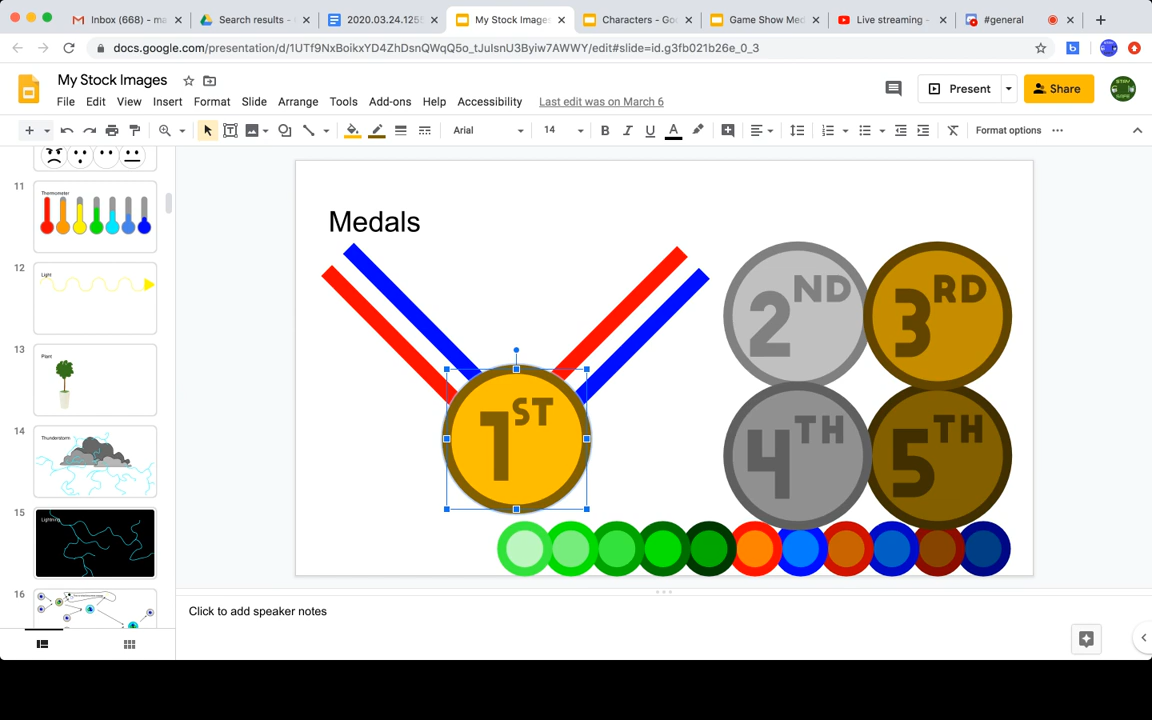 Inbox (668) - m
Search results -
2020.03.24.125
My Stock Images
Characters - Go
Game Show Med
Live streaming -
#general
docs.google.com/presentation/d/1UTf9NxBoikxYD4ZhDsnQWqQ5o_tJuIsnU3Byiw7AWWY/edit#slide=id.g3fb021b26e_0_3
My Stock Images
File Edit View Insert Format Slide Arrange Tools Add-ons Help Accessibility Last edit was on March 6
Present
Share
Arial 14 B I U A Format options
11
Thermometer
12
Light
13
Plant
14
Thunderstorm
15
Lightning
16
Medals
1ST
2ND
3RD
4TH
5TH
Click to add speaker notes